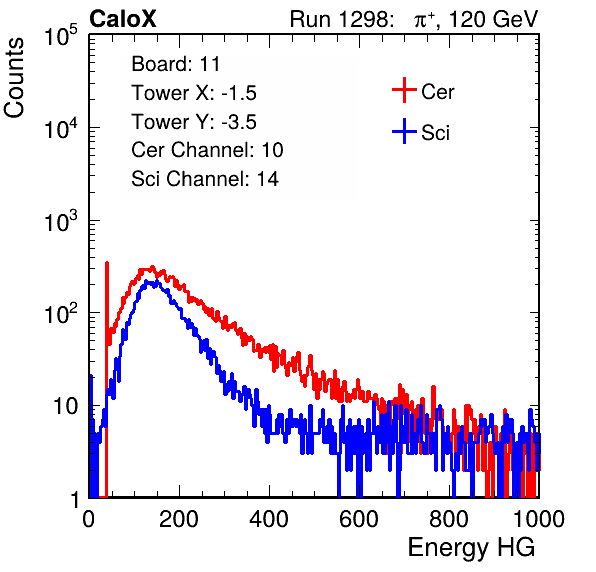 CaloX Run 1298: π⁺, 120 GeV
Counts
10⁵
10⁴
10³
10²
10
1
Board: 11
Tower X: -1.5
Tower Y: -3.5
Cer Channel: 10
Sci Channel: 14
Cer
Sci
0 200 400 600 800 1000
Energy HG